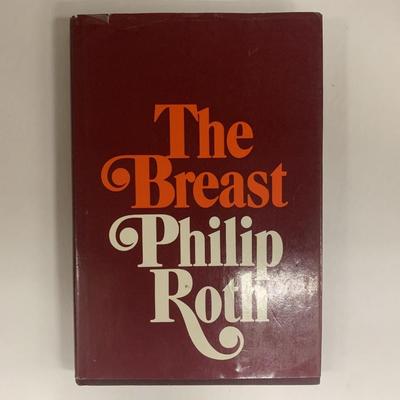 The
Breast
Philip
Roth